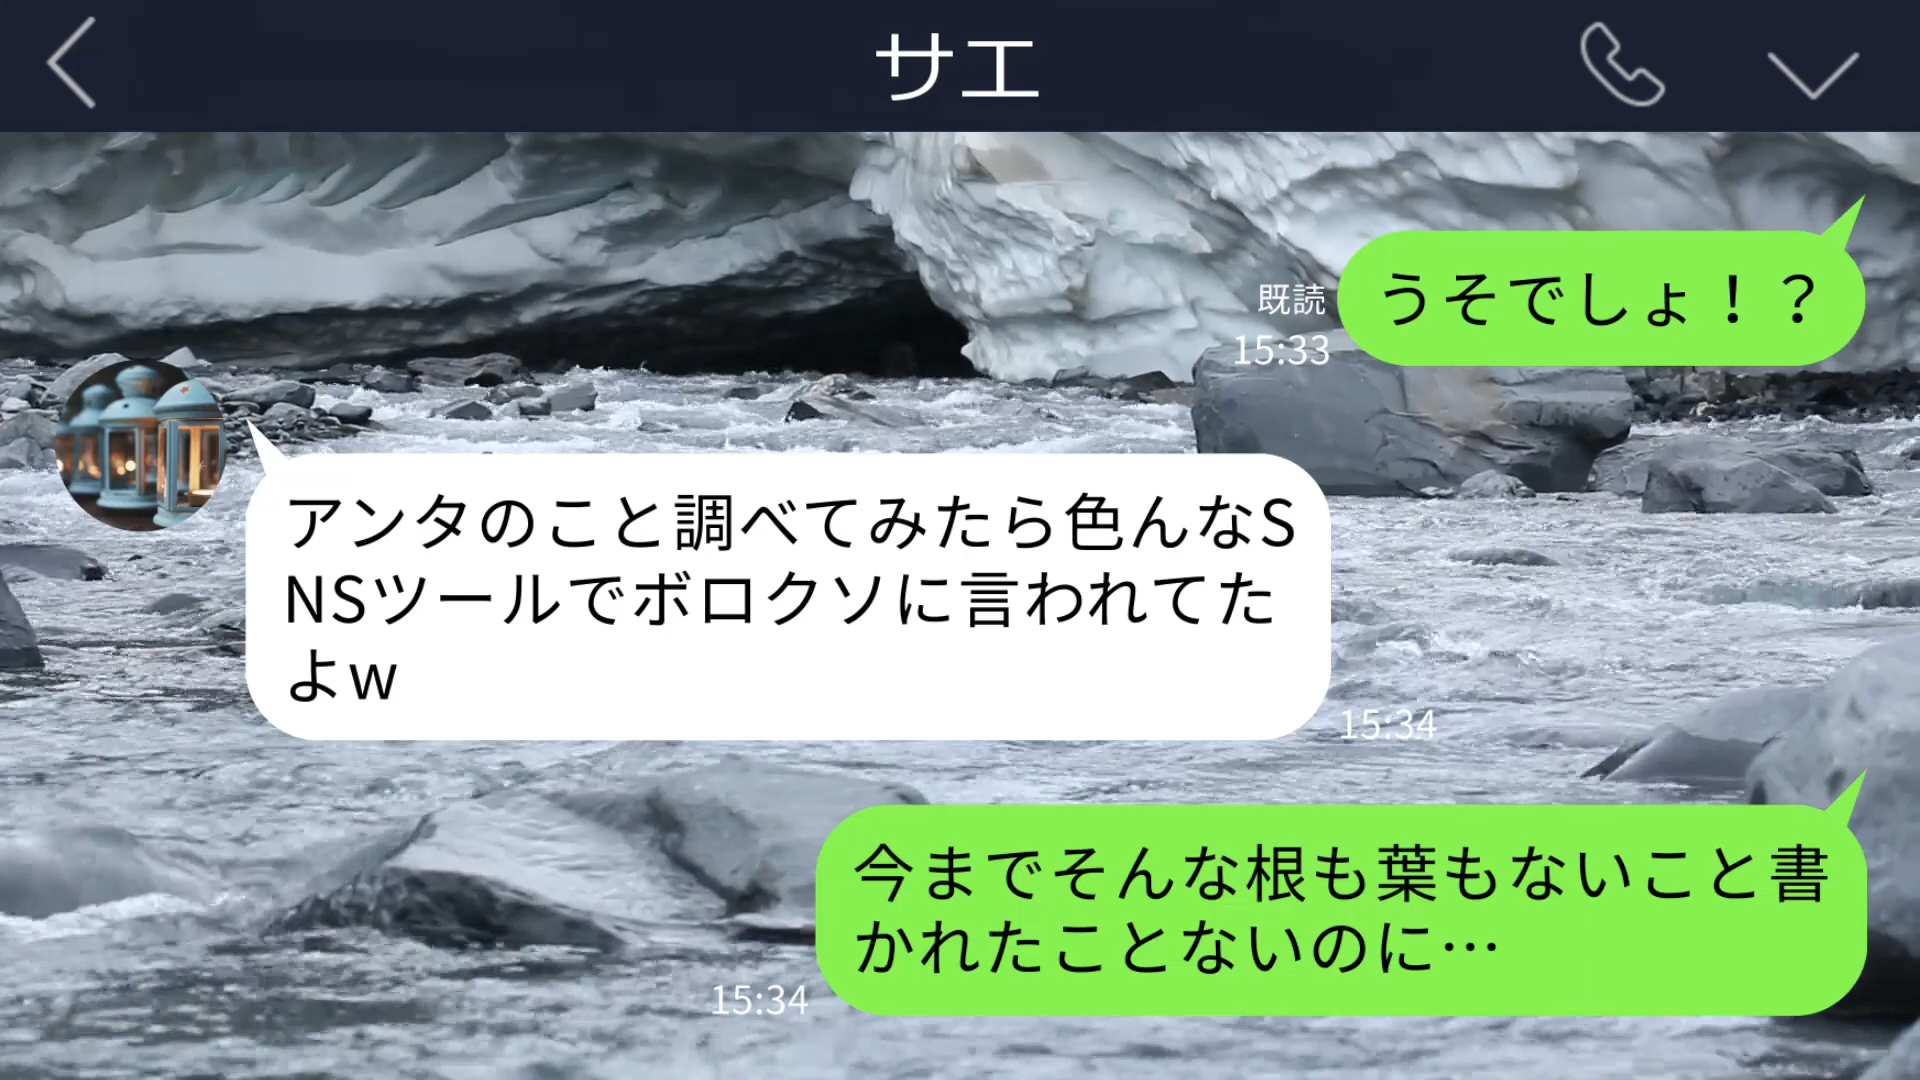 サエ
うそでしょ！？
既読
15:33
アンタのこと調べてみたら色んなS
NSツールでボロクソに言われてた
よw
15:34
今までそんな根も葉もないこと書
かれたことないのに…
15:34